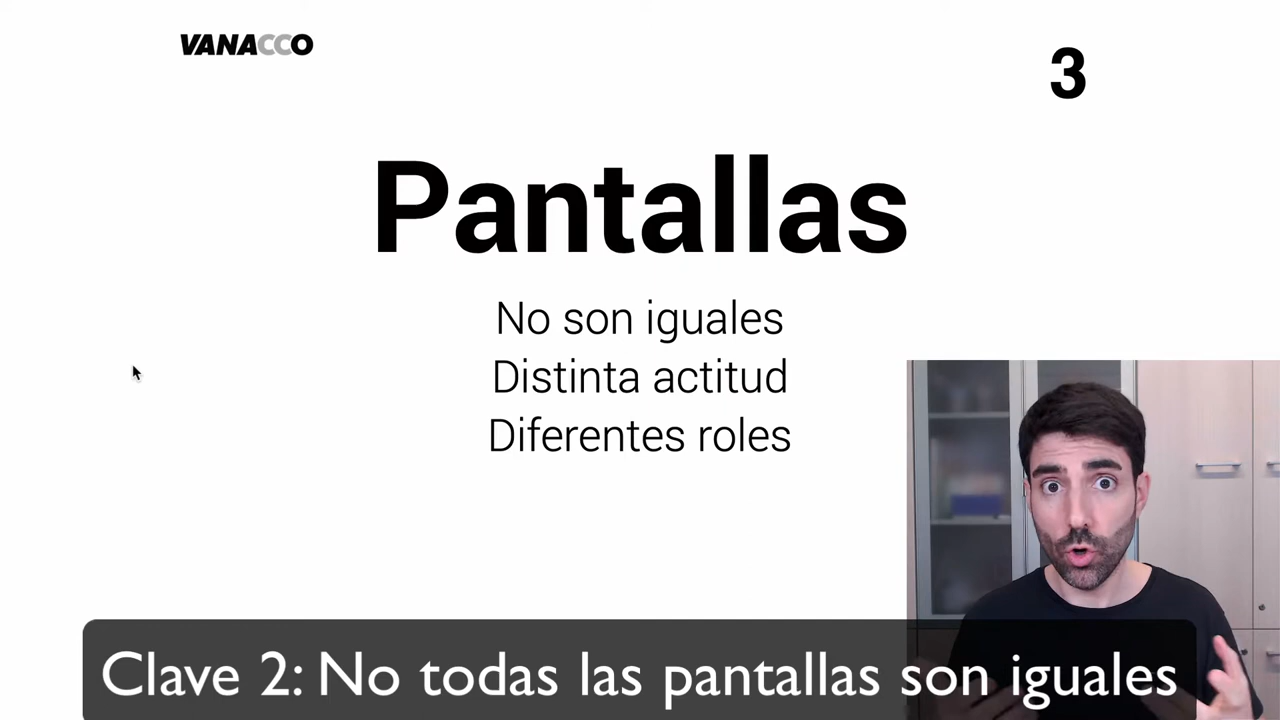 VANACCO
3
Pantallas
No son iguales
Distinta actitud
Diferentes roles
Clave 2: No todas las pantallas son iguales